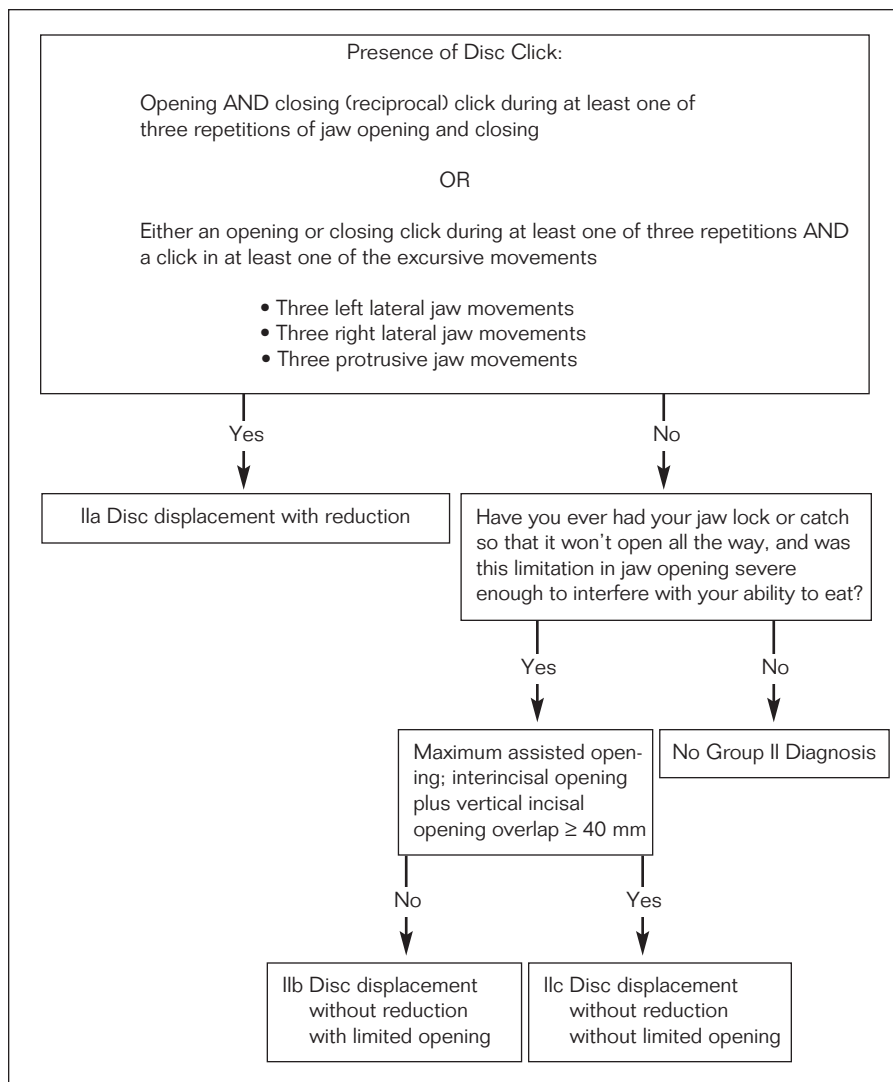 Presence of Disc Click:
Opening AND closing (reciprocal) click during at least one of
three repetitions of jaw opening and closing
OR
Either an opening or closing click during at least one of three repetitions AND
a click in at least one of the excursive movements
• Three left lateral jaw movements
• Three right lateral jaw movements
• Three protrusive jaw movements
Yes
No
IIa Disc displacement with reduction
Have you ever had your jaw lock or catch
so that it won’t open all the way, and was
this limitation in jaw opening severe
enough to interfere with your ability to eat?
Yes
No
Maximum assisted open-
ing; interincisal opening
plus vertical incisal
opening overlap ≥ 40 mm
No Group II Diagnosis
No
Yes
IIb Disc displacement
without reduction
with limited opening
IIc Disc displacement
without reduction
without limited opening